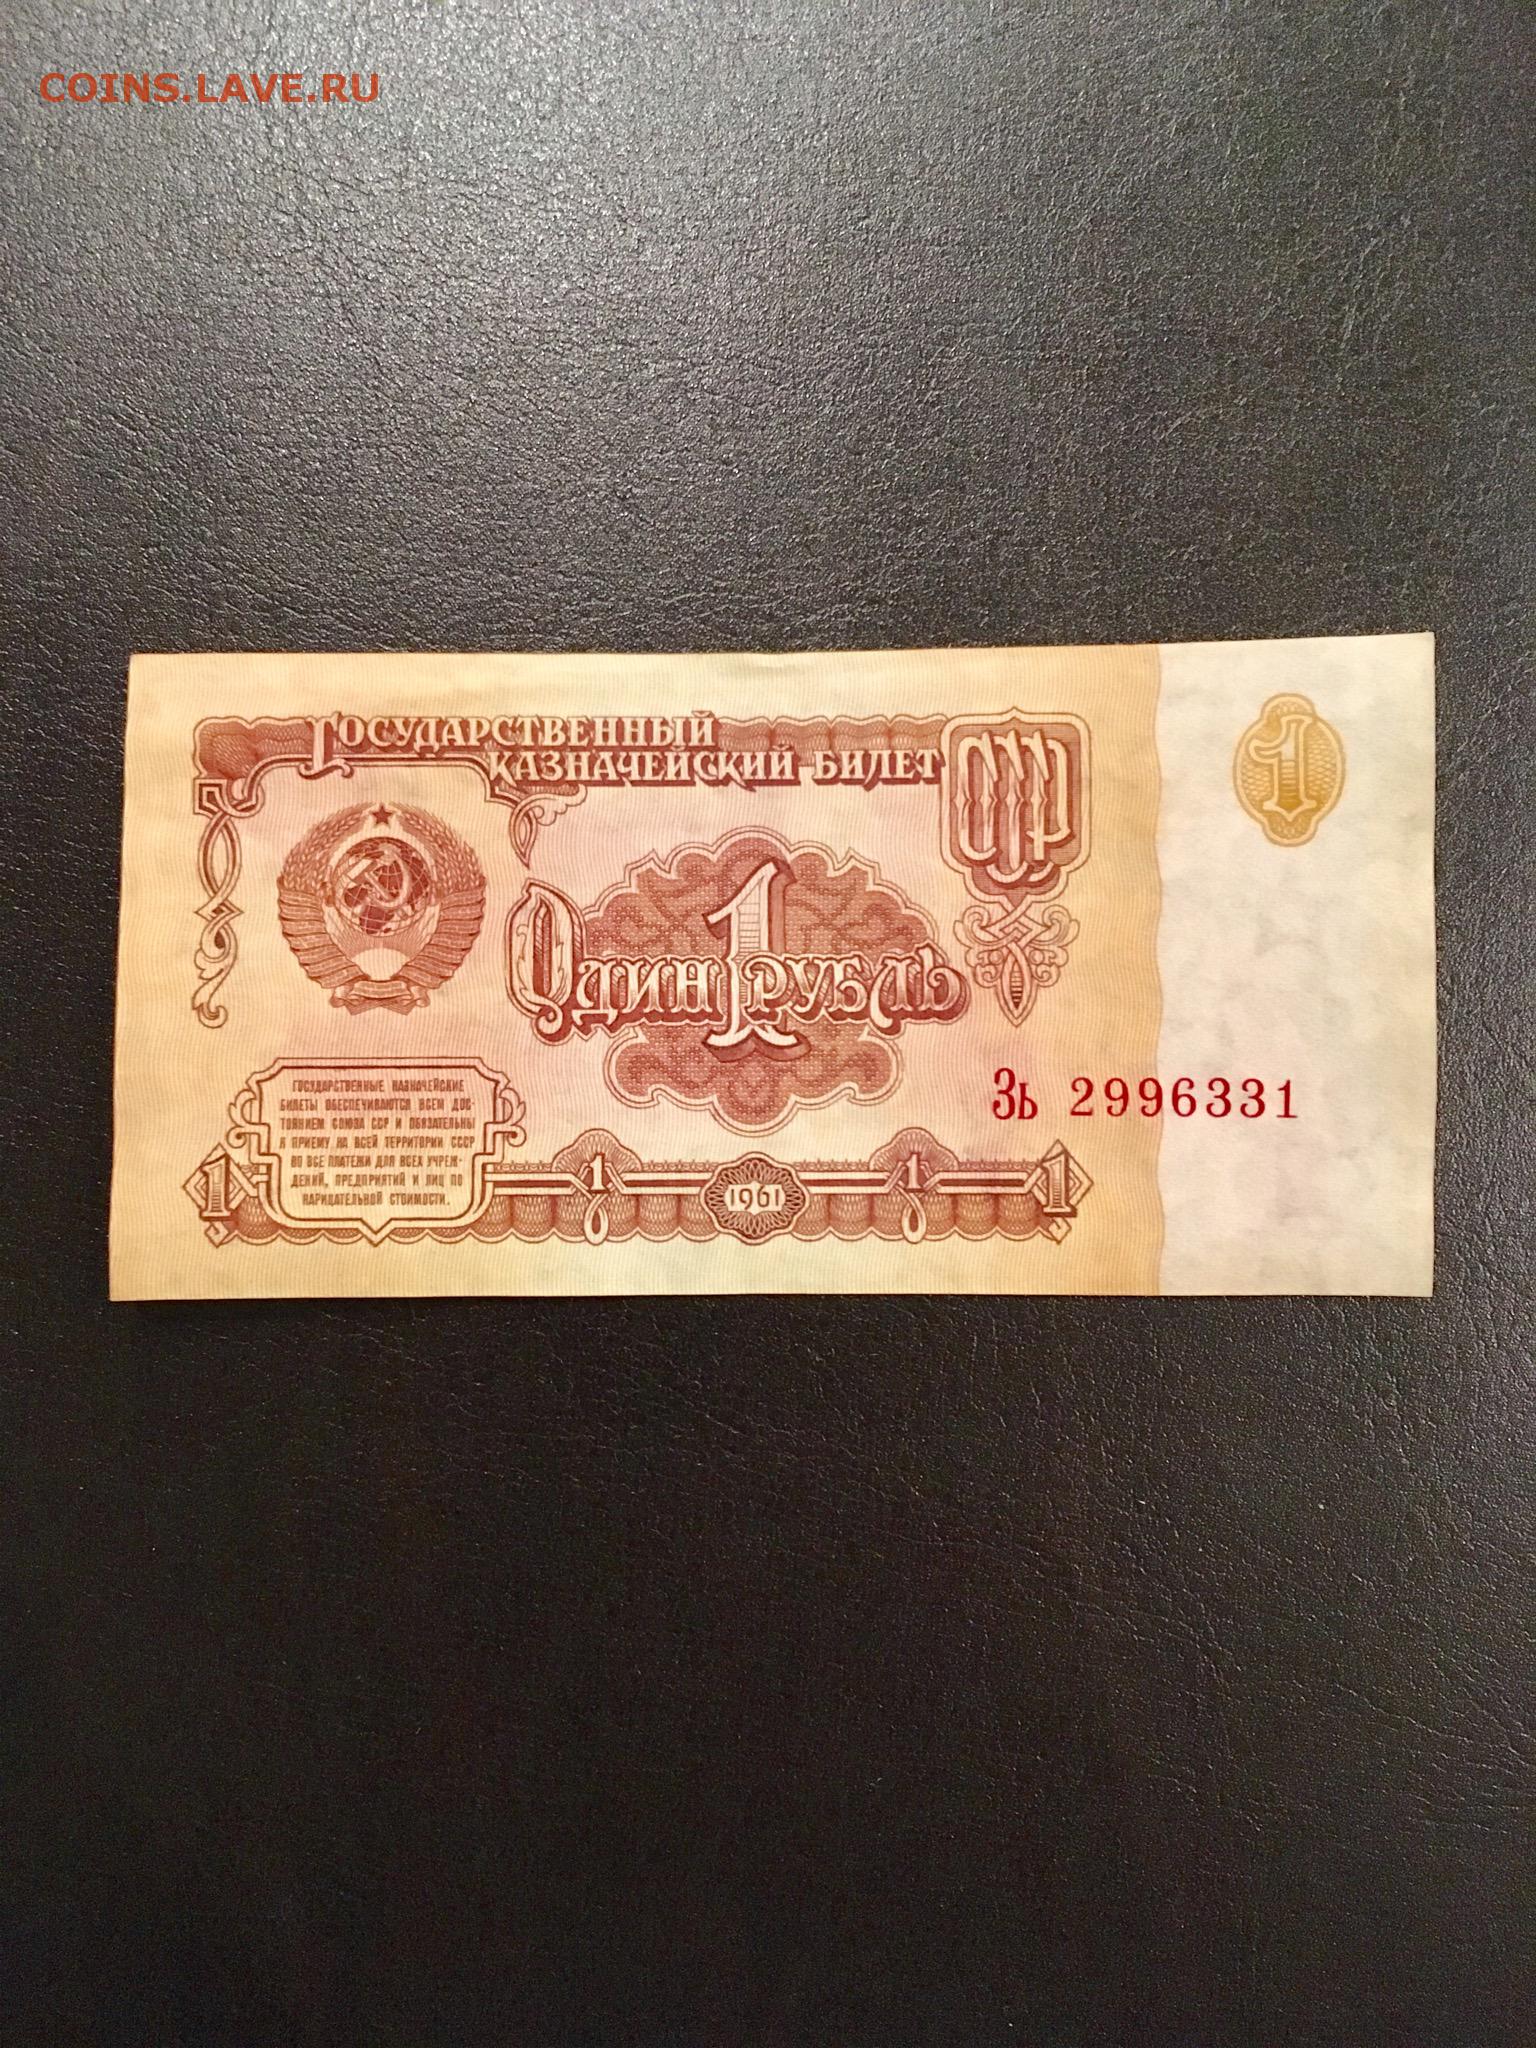 COINS.LAVE.RU
ГОСУДАРСТВЕННЫЙ
КАЗНАЧЕЙСКИЙ БИЛЕТ
СССР
1
1
ОДИН РУБЛЬ
Зь 2996331
ГОСУДАРСТВЕННЫЕ КАЗНАЧЕЙСКИЕ
БИЛЕТЫ ОБЕСПЕЧИВАЮТСЯ ВСЕМ ДОС-
ТОЯНИЕМ СОЮЗА ССР И ОБЯЗАТЕЛЬНЫ
К ПРИЕМУ НА ВСЕЙ ТЕРРИТОРИИ СССР
ВО ВСЕ ПЛАТЕЖИ ДЛЯ ВСЕХ УЧРЕЖ-
ДЕНИЙ, ПРЕДПРИЯТИЙ И ЛИЦ ПО
НАРИЦАТЕЛЬНОЙ СТОИМОСТИ.
1 1 1961 1 1